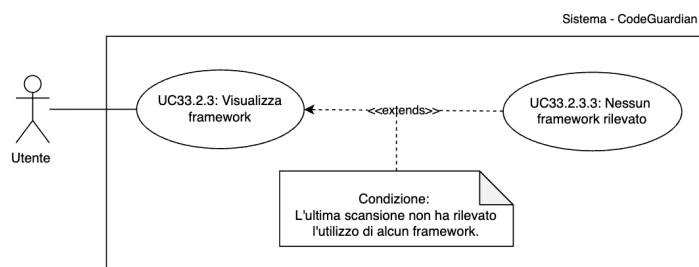 Sistema - CodeGuardian
UC33.2.3: Visualizza
framework
<<extends>>
UC33.2.3.3: Nessun
framework rilevato
Utente
Condizione:
L'ultima scansione non ha rilevato
l'utilizzo di alcun framework.